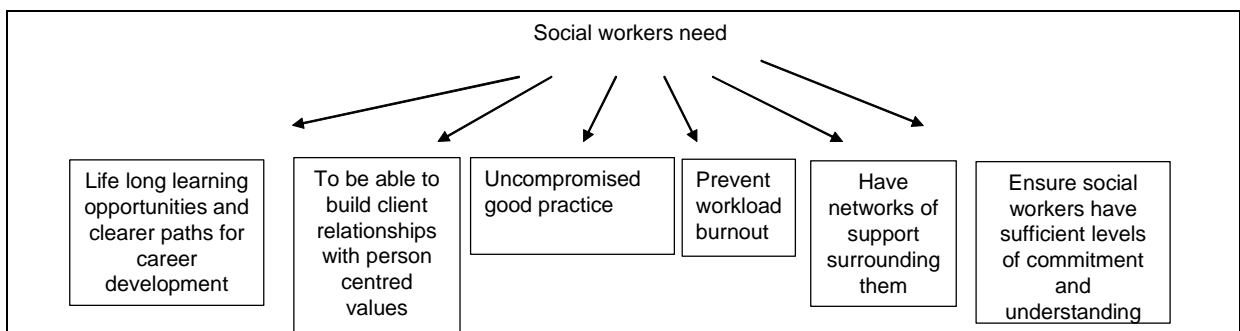 Social workers need
Life long learning
opportunities and
clearer paths for
career
development
To be able to
build client
relationships
with person
centred
values
Uncompromised
good practice
Prevent
workload
burnout
Have
networks of
support
surrounding
them
Ensure social
workers have
sufficient levels
of commitment
and
understanding